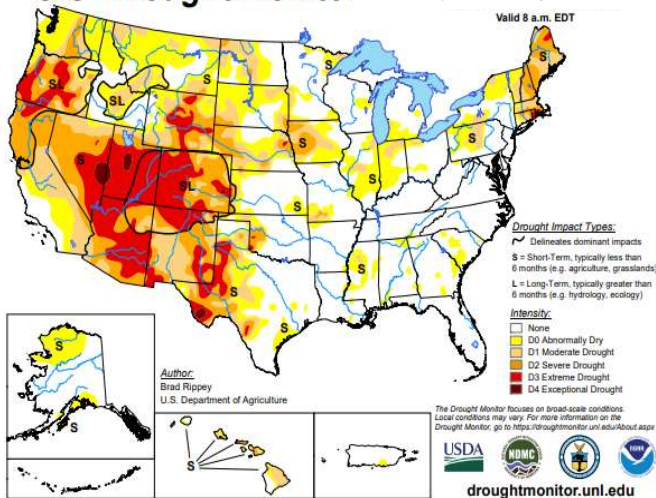 Valid 8 a.m. EDT
S
S
SL
SL
S
S
S
S
S
SL
S
S
S
S
Drought Impact Types:
Delineates dominant impacts
S = Short-Term, typically less than
6 months (e.g. agriculture, grasslands)
L = Long-Term, typically greater than
6 months (e.g. hydrology, ecology)
Intensity:
None
D0 Abnormally Dry
D1 Moderate Drought
D2 Severe Drought
D3 Extreme Drought
D4 Exceptional Drought
S
S
Author:
Brad Rippey
U.S. Department of Agriculture
S
The Drought Monitor focuses on broad-scale conditions.
Local conditions may vary. For more information on the
Drought Monitor, go to https://droughtmonitor.unl.edu/About.aspx
USDA
NDMC
NOAA
droughtmonitor.unl.edu